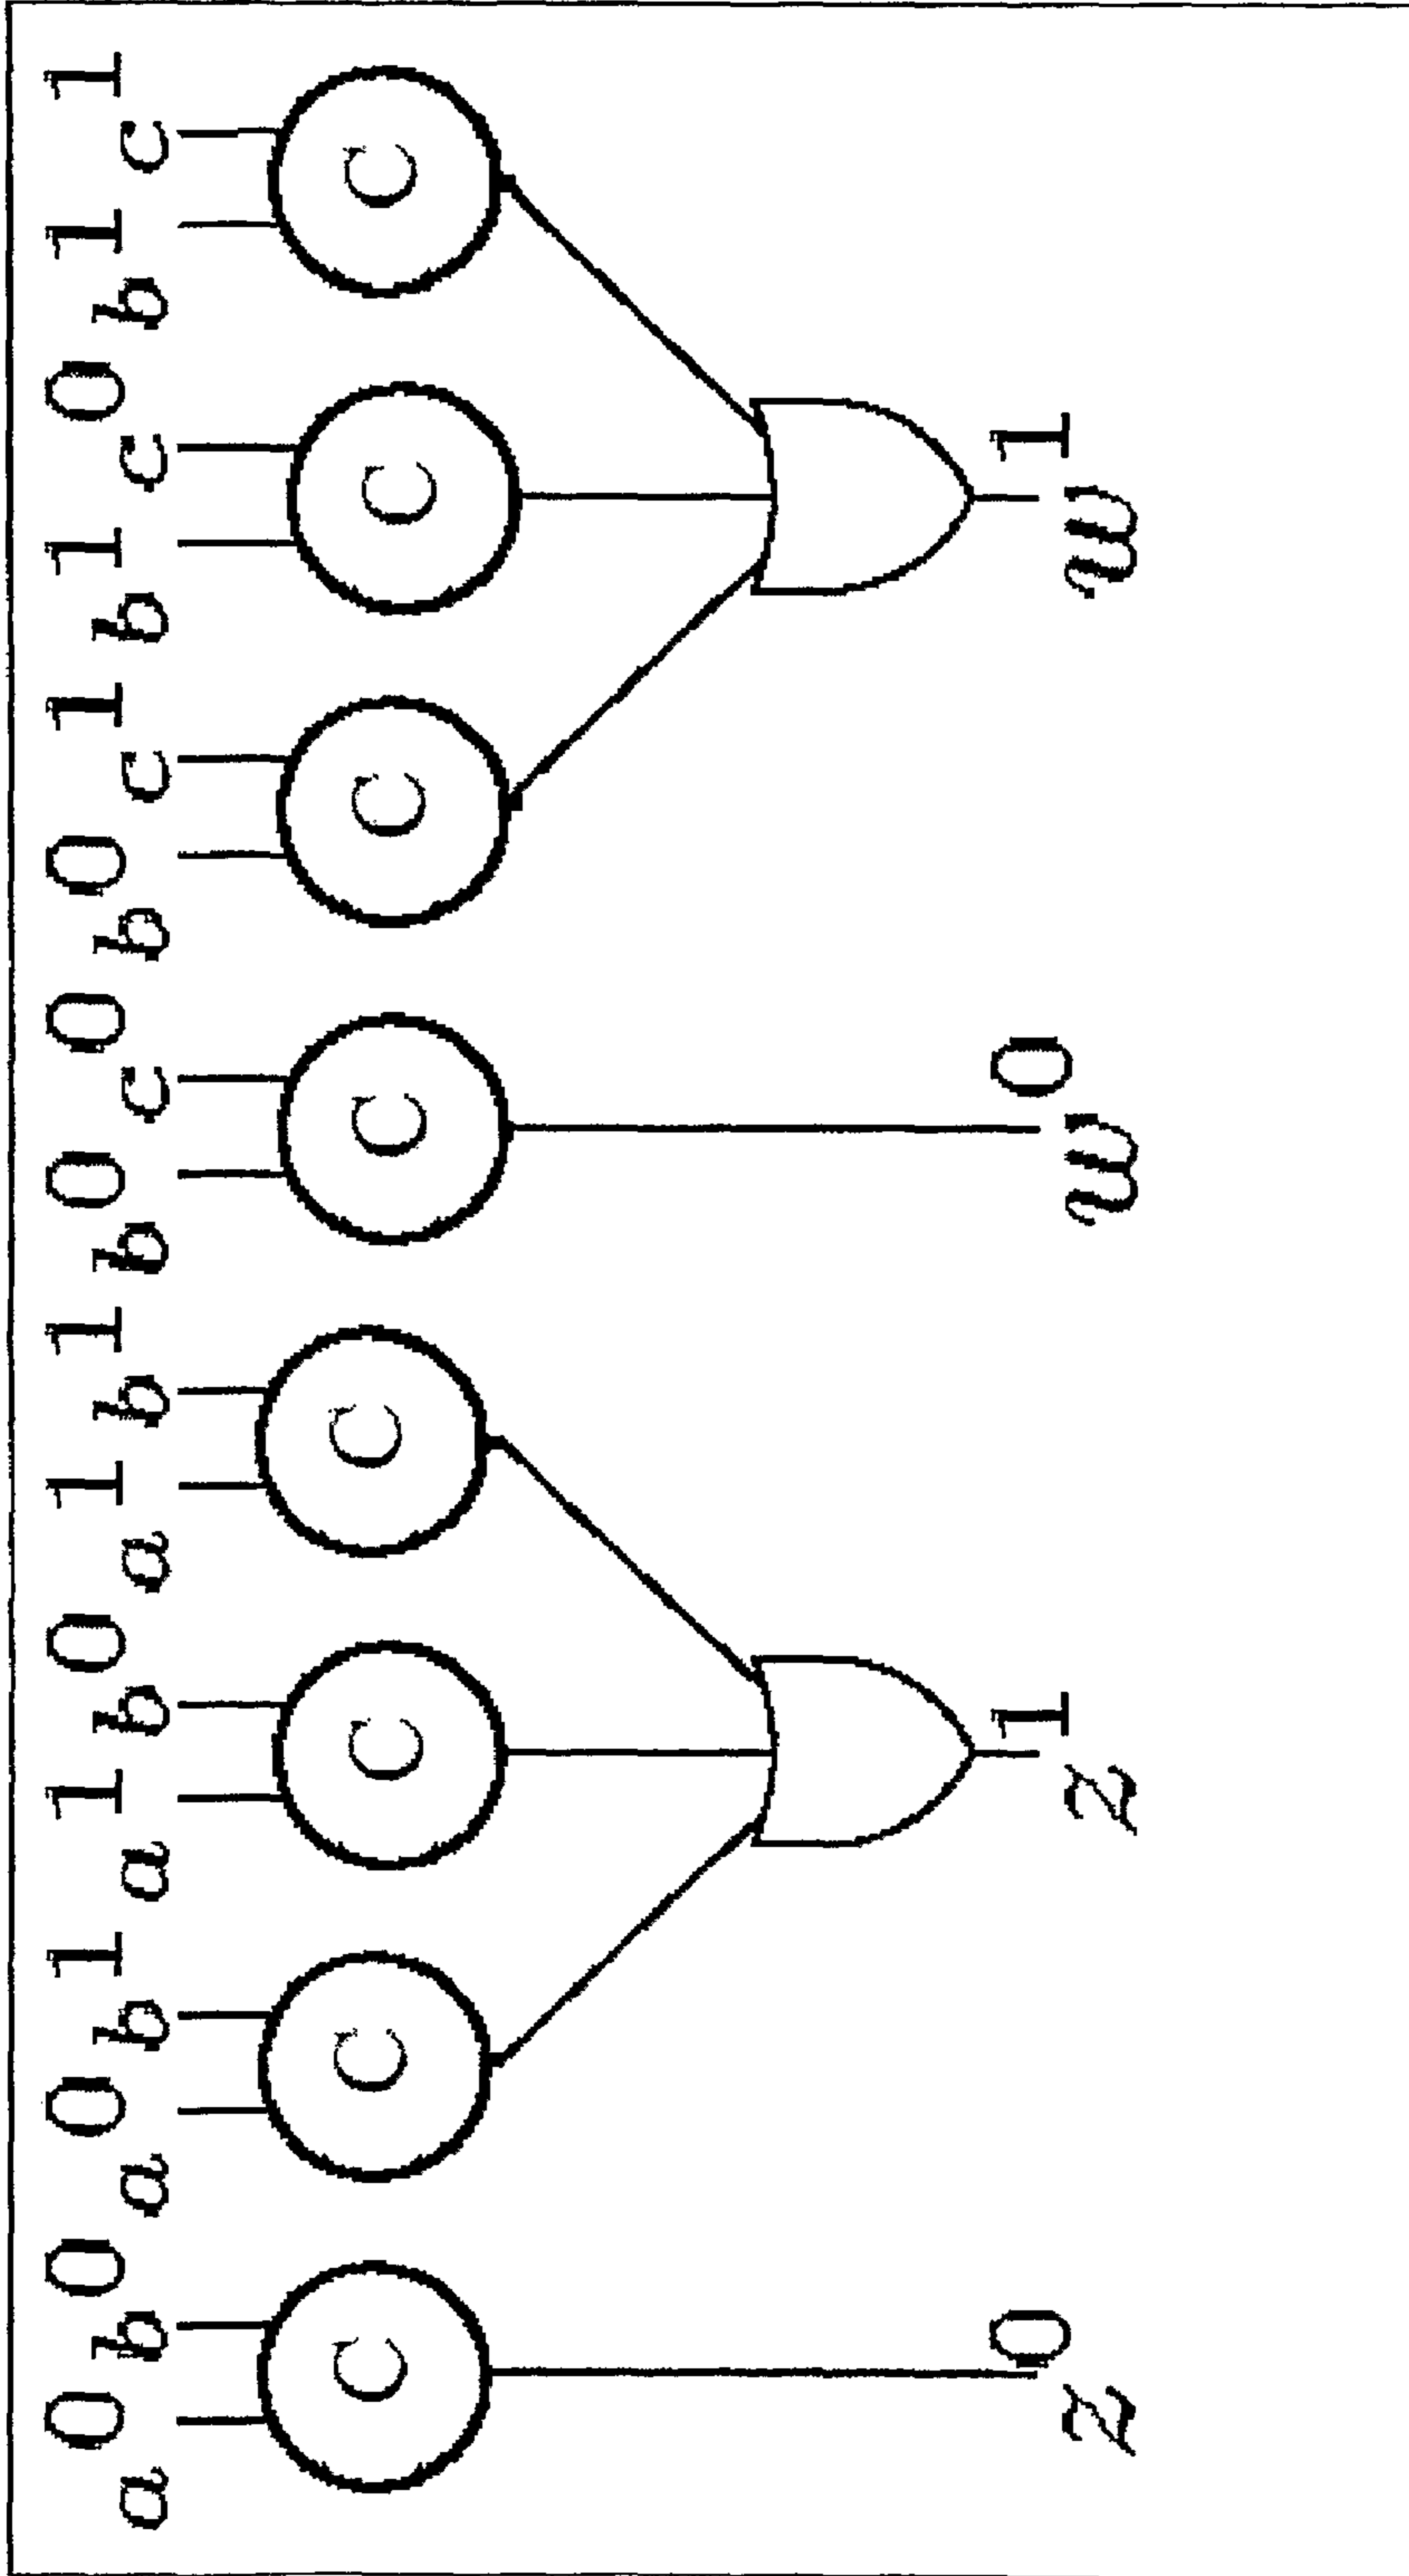 a⁰ b⁰ a⁰ b¹ a¹ b⁰ a¹ b¹ b⁰ c⁰ b⁰ c¹ b¹ c⁰ b¹ c¹
C C C C C C C C
z⁰ z¹ w⁰ w¹